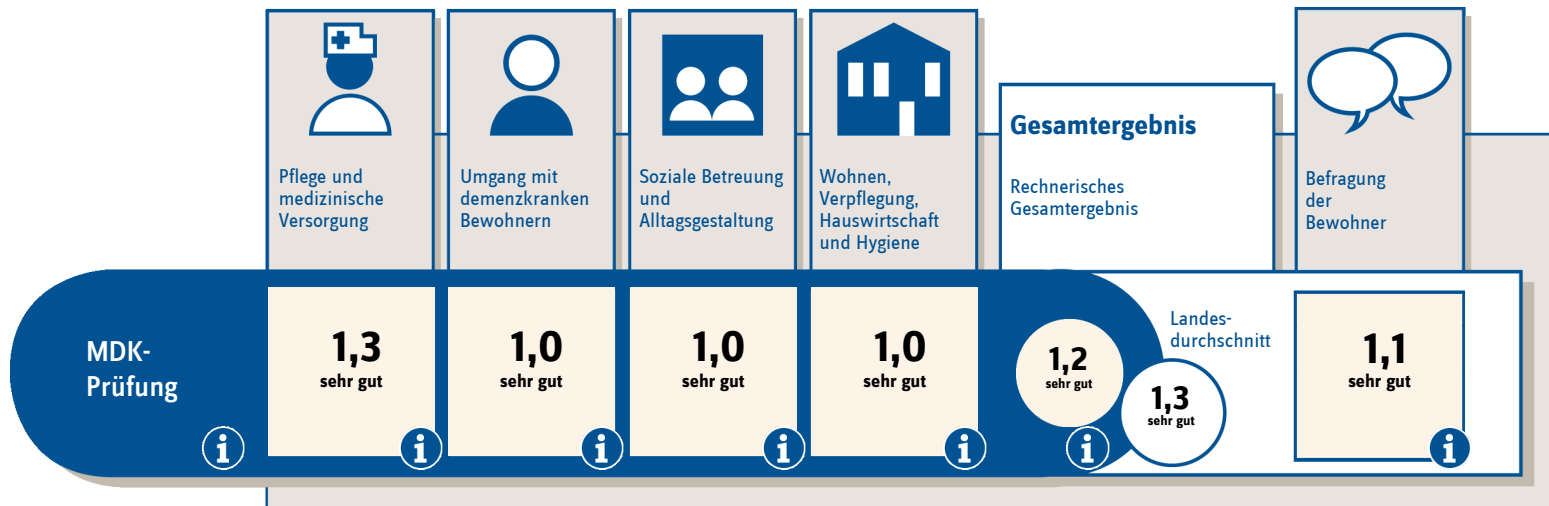 Pflege und
medizinische
Versorgung
Umgang mit
demenzkranken
Bewohnern
Soziale Betreuung
und
Alltagsgestaltung
Wohnen,
Verpflegung,
Hauswirtschaft
und Hygiene
Gesamtergebnis
Rechnerisches
Gesamtergebnis
Befragung
der
Bewohner
MDK-
Prüfung
i
1,3
sehr gut
i
1,0
sehr gut
i
1,0
sehr gut
i
1,0
sehr gut
i
1,2
sehr gut
i
Landes-
durchschnitt
1,3
sehr gut
1,1
sehr gut
i